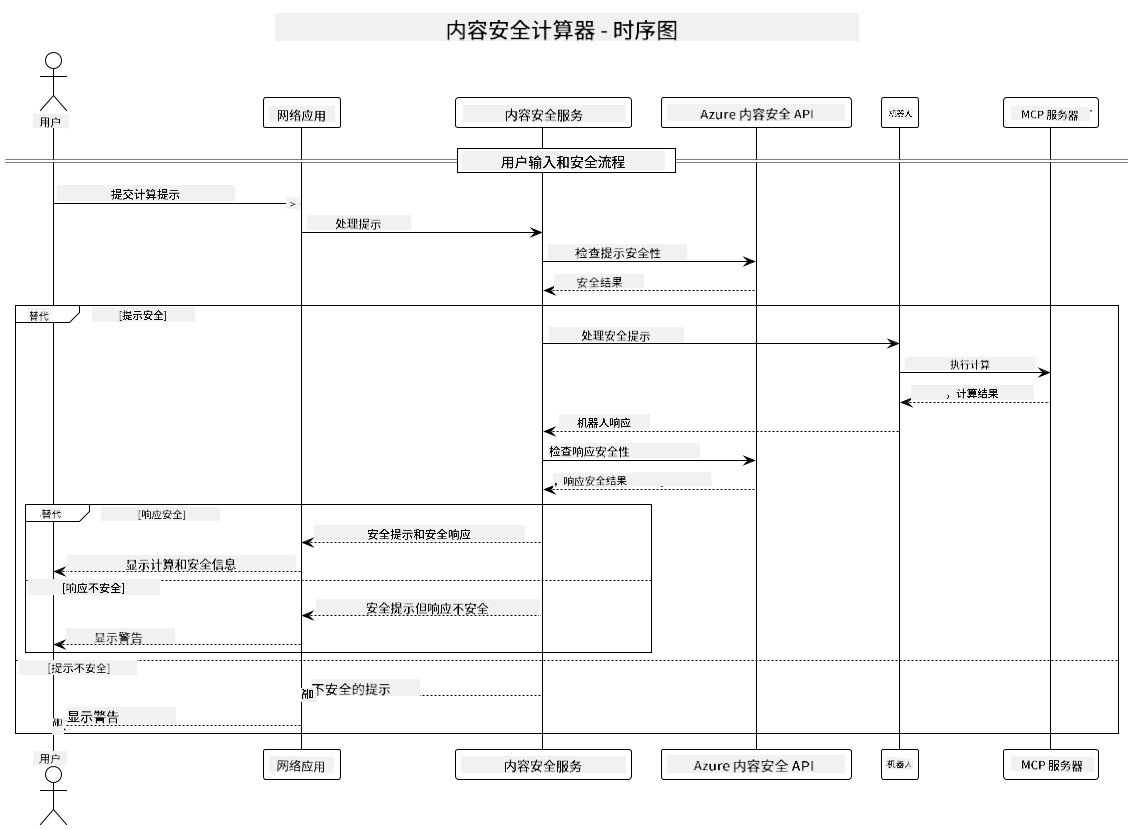 内容安全计算器 - 时序图
用户
网络应用
内容安全服务
Azure 内容安全 API
机器人
MCP 服务器
用户输入和安全流程
提交计算提示
>
处理提示
检查提示安全性
安全结果
替代
[提示安全]
处理安全提示
执行计算
，计算结果
机器人响应
检查响应安全性
，响应安全结果
替代
[响应安全]
安全提示和安全响应
显示计算和安全信息
[响应不安全]
安全提示但响应不安全
显示警告
[提示不安全]
不安全的提示
显示警告
用户
网络应用
内容安全服务
Azure 内容安全 API
机器人
MCP 服务器